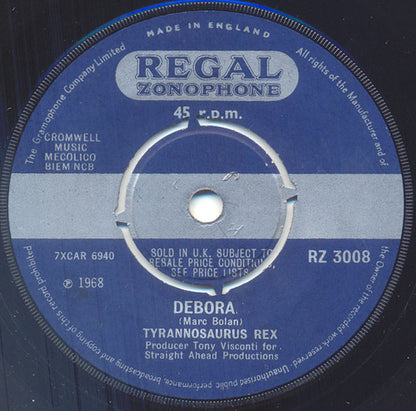 MADE IN ENGLAND
The Gramophone Company Limited
All rights of the Manufacturer and of
the Owner of the recorded work reserved. Unauthorised public performance, broadcasting and copying of this record prohibited
REGAL
ZONOPHONE
45 r.p.m.
CROMWELL
MUSIC
MECOLICO
BIEM/NCB
7XCAR 6940
SOLD IN U.K. SUBJECT TO
RESALE PRICE CONDITIONS,
SEE PRICE LISTS
RZ 3008
℗ 1968
DEBORA
(Marc Bolan)
TYRANNOSAURUS REX
Producer Tony Visconti for
Straight Ahead Productions